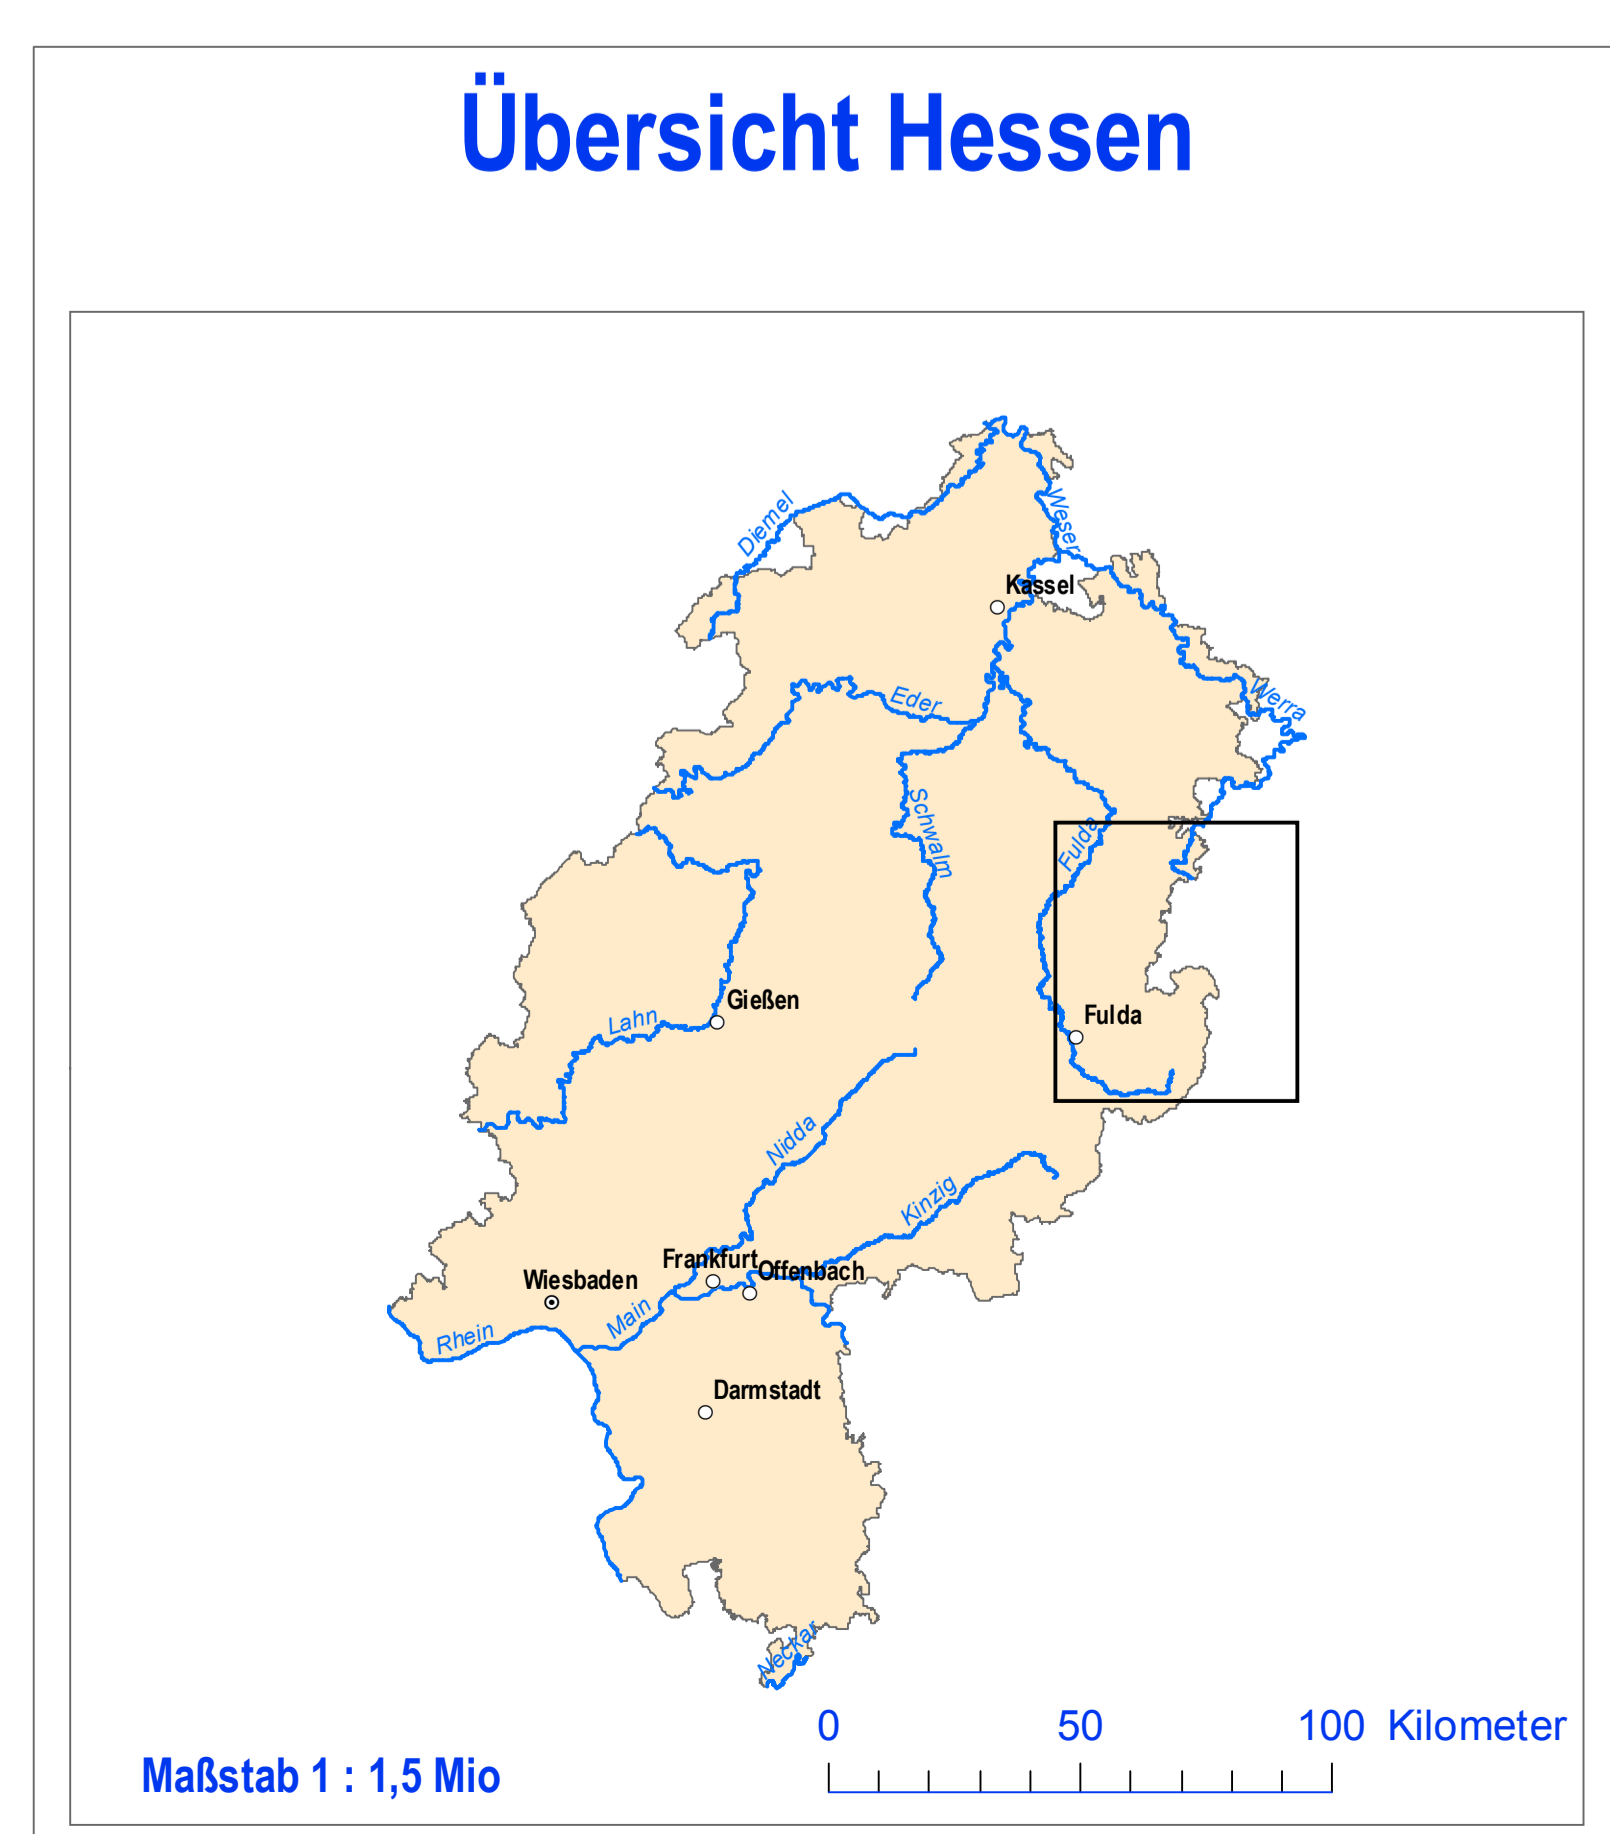 Übersicht Hessen
Diemel
Weser
Kassel
Eder
Werra
Schwalm
Fulda
Gießen
Fulda
Lahn
Nidda
Kinzig
Frankfurt
Offenbach
Wiesbaden
Main
Rhein
Darmstadt
Neckar
0 50 100 Kilometer
Maßstab 1 : 1,5 Mio